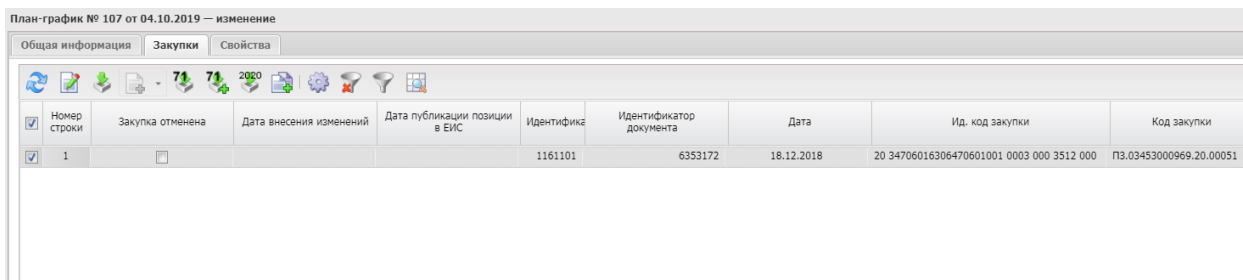 План-график № 107 от 04.10.2019 — изменение
Общая информация Закупки Свойства
71 71 2020
Номер строки Закупка отменена Дата внесения изменений Дата публикации позиции в ЕИС Идентифика Идентификатор документа Дата Ид. код закупки Код закупки
1 1161101 6353172 18.12.2018 20 34706016306470601001 0003 000 3512 000 П3.03453000969.20.00051